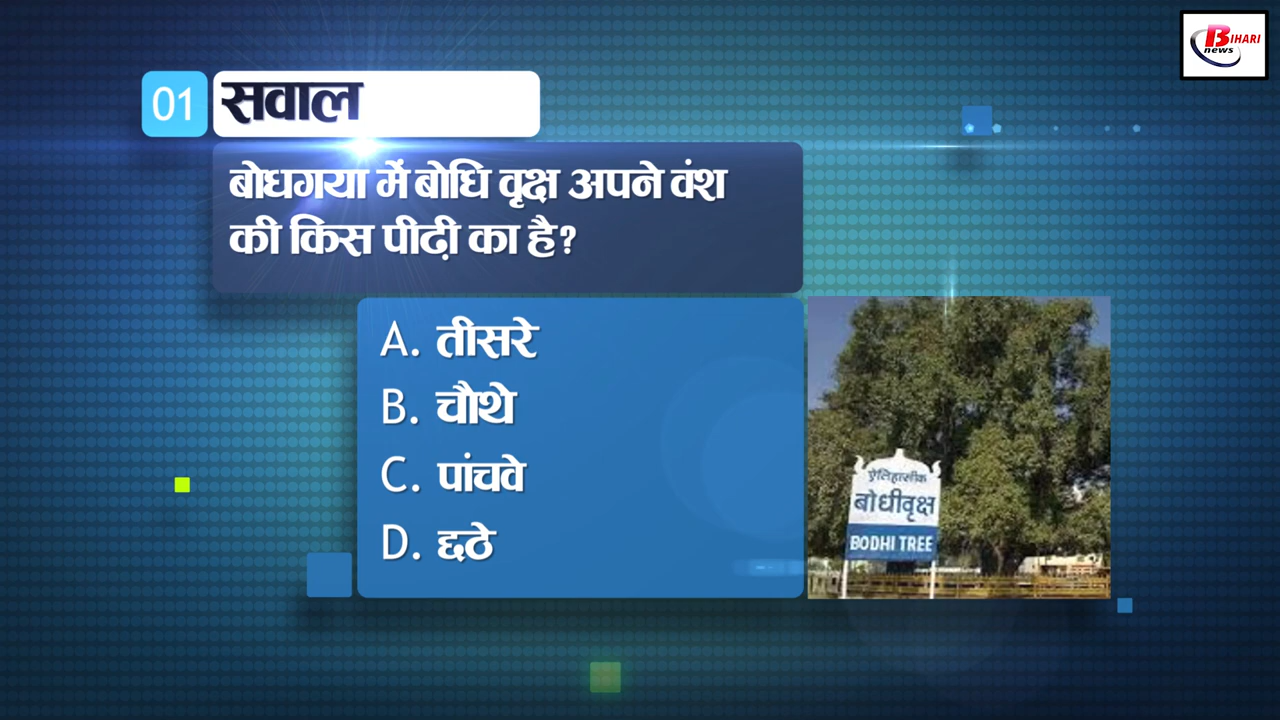 BIHARI
news
01 सवाल
बोधगया में बोधि वृक्ष अपने वंश
की किस पीढ़ी का है?
A. तीसरे
B. चौथे
C. पांचवे
D. छठे
ऐतिहासीक
बोधीवृक्ष
BODHI TREE